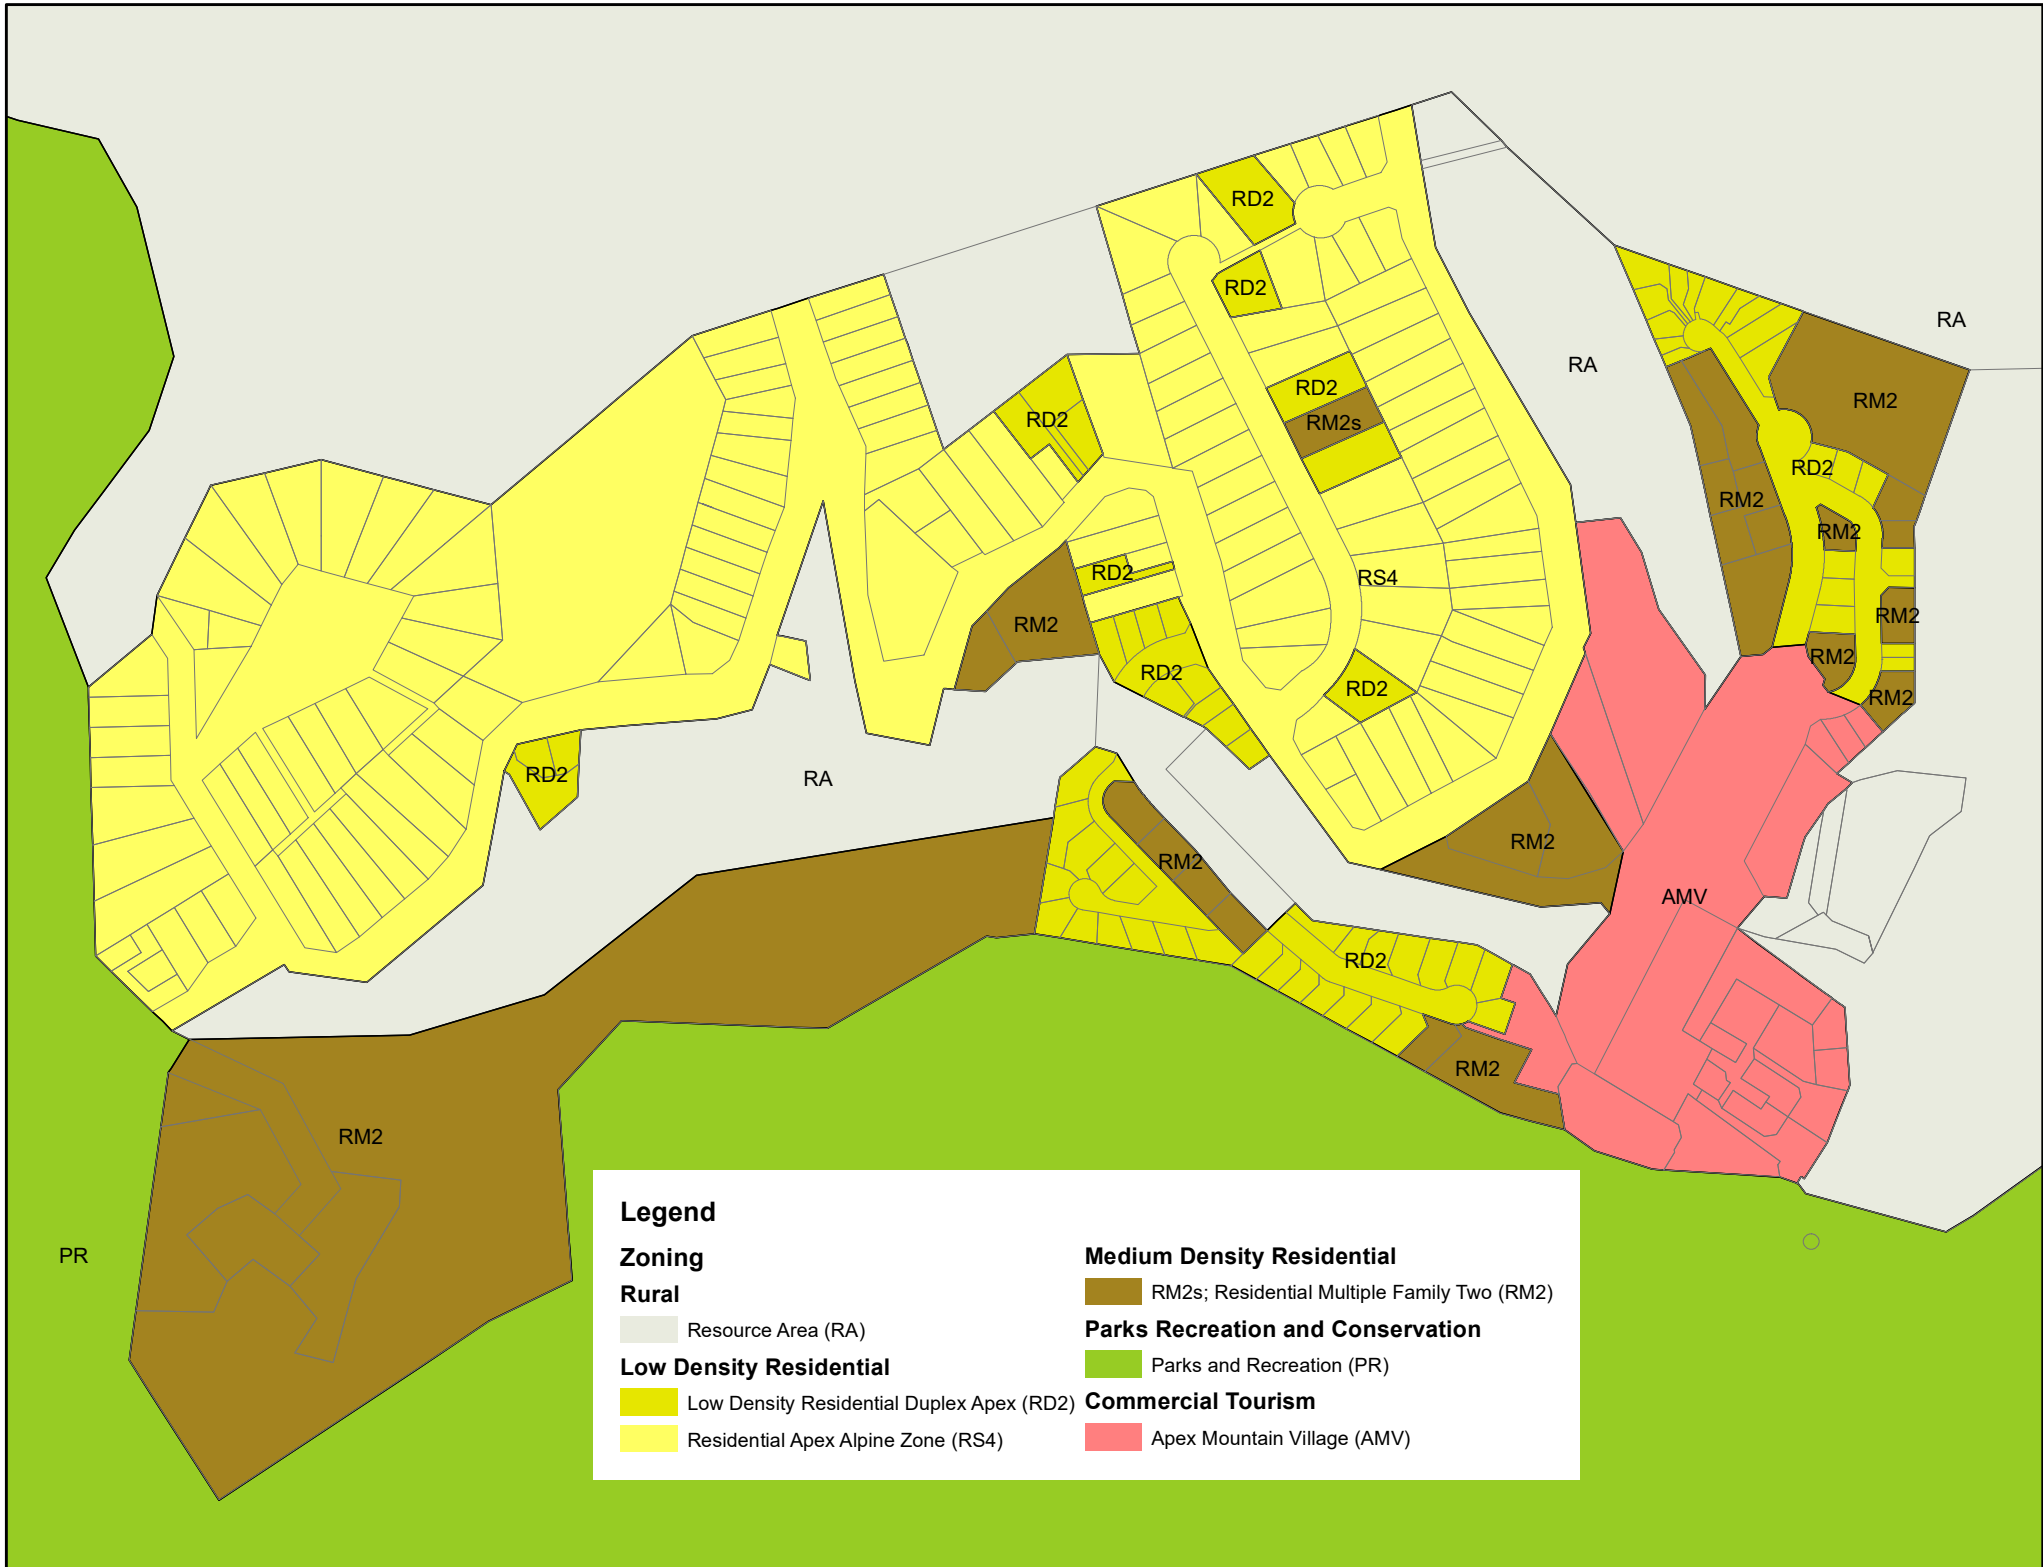 RD2
RD2
RA
RA
RD2
RM2
RD2
RM2s
RD2
RM2
RM2
RD2
RS4
RM2
RM2
RD2
RM2
RD2
RM2
RD2
RM2
RD2
RA
RM2
RM2
AMV
RD2
RM2
RM2
PR
Legend
Zoning
Rural
Resource Area (RA)
Low Density Residential
Low Density Residential Duplex Apex (RD2)
Residential Apex Alpine Zone (RS4)
Medium Density Residential
RM2s; Residential Multiple Family Two (RM2)
Parks Recreation and Conservation
Parks and Recreation (PR)
Commercial Tourism
Apex Mountain Village (AMV)